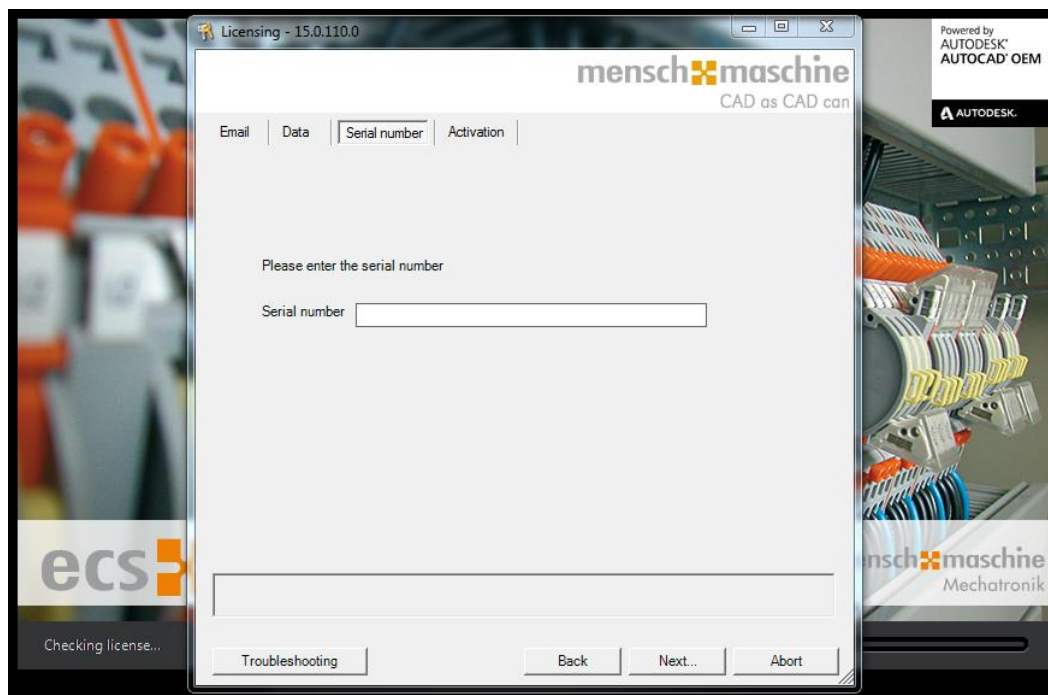 Licensing - 15.0.110.0
Powered by
AUTODESK®
AUTOCAD® OEM
AUTODESK.
mensch maschine
CAD as CAD can
Email
Data
Serial number
Activation
Please enter the serial number
Serial number
ecs
nsch maschine
Mechatronik
Checking license...
Troubleshooting
Back
Next...
Abort